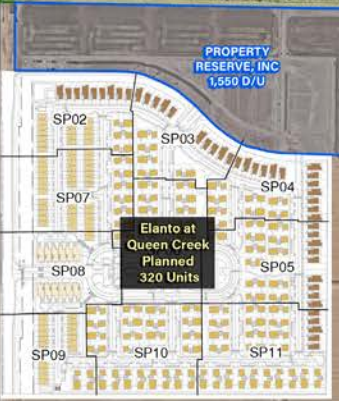 PROPERTY
RESERVE, INC
1,550 D/U
SP02
SP03
SP04
SP07
Elanto at
Queen Creek
Planned
320 Units
SP08
SP05
SP09
SP10
SP11